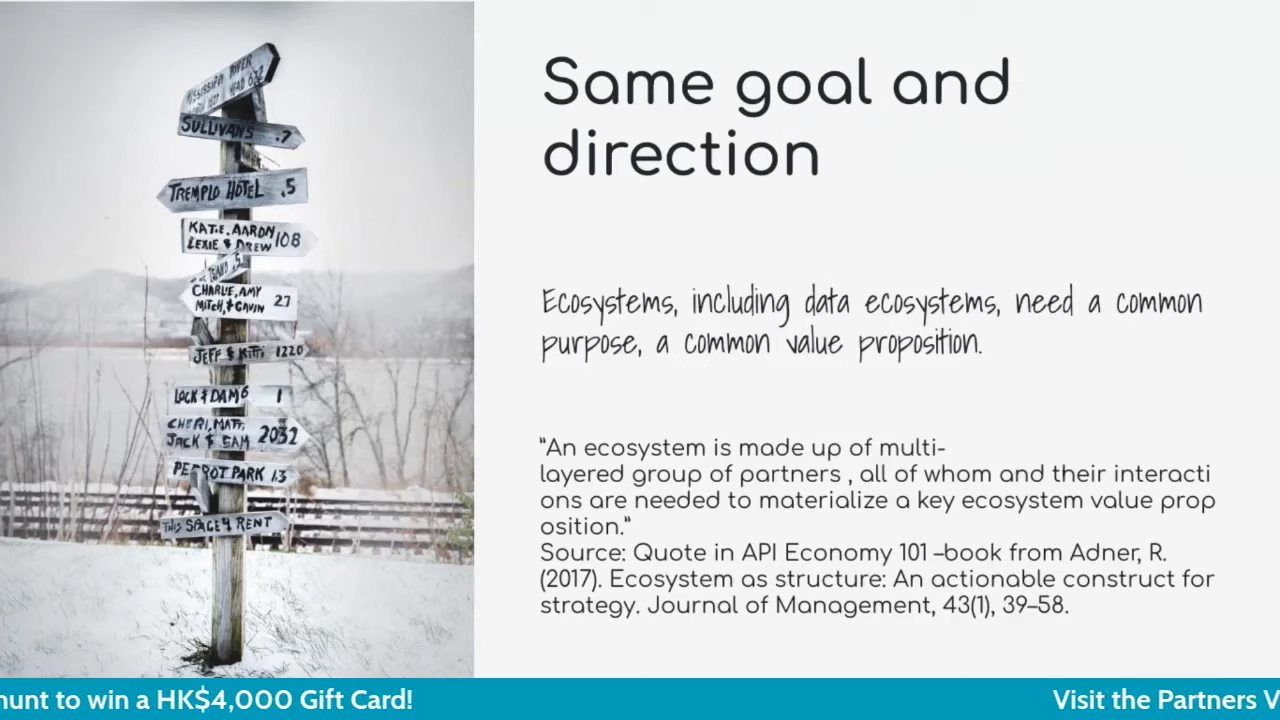 MISSISSIPPI RIVER
HEAD 622
SULLIVANS .7
TREMPLO HOTEL .5
KATIE, AARON
LEXIE & DREW 108
CHARLIE, AMY
MITCH, & GAVIN 27
JEFF & KITTI 1220
LOCK & DAM 6 1
CHERI, MATT,
JACK & SAM 2032
PERROT PARK 1.3
THIS SPACE 4 RENT
Same goal and
direction
Ecosystems, including data ecosystems, need a common
purpose, a common value proposition.
"An ecosystem is made up of multi-
layered group of partners , all of whom and their interacti
ons are needed to materialize a key ecosystem value prop
osition."
Source: Quote in API Economy 101 –book from Adner, R.
(2017). Ecosystem as structure: An actionable construct for
strategy. Journal of Management, 43(1), 39–58.
hunt to win a HK$4,000 Gift Card!
Visit the Partners V